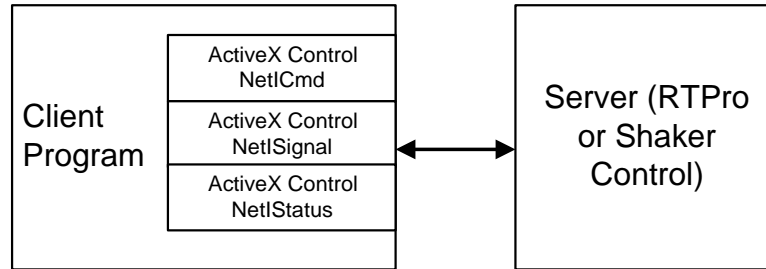 Client
Program
ActiveX Control
NetICmd
ActiveX Control
NetISignal
ActiveX Control
NetIStatus
Server (RTPro
or Shaker
Control)